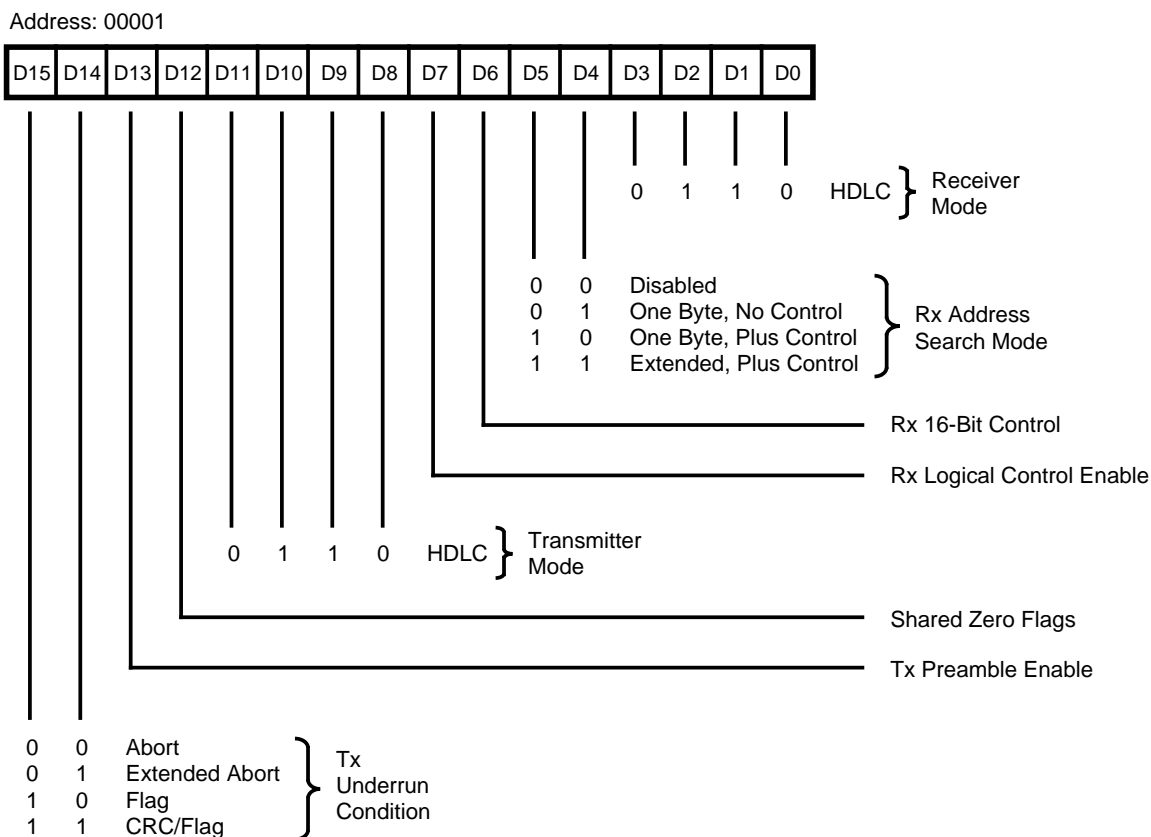 Address: 00001
D15 D14 D13 D12 D11 D10 D9 D8 D7 D6 D5 D4 D3 D2 D1 D0
0 1 1 0 HDLC
Receiver
Mode
0 0 Disabled
0 1 One Byte, No Control
1 0 One Byte, Plus Control
1 1 Extended, Plus Control
Rx Address
Search Mode
Rx 16-Bit Control
Rx Logical Control Enable
0 1 1 0 HDLC
Transmitter
Mode
Shared Zero Flags
Tx Preamble Enable
0 0 Abort
0 1 Extended Abort
1 0 Flag
1 1 CRC/Flag
Tx
Underrun
Condition